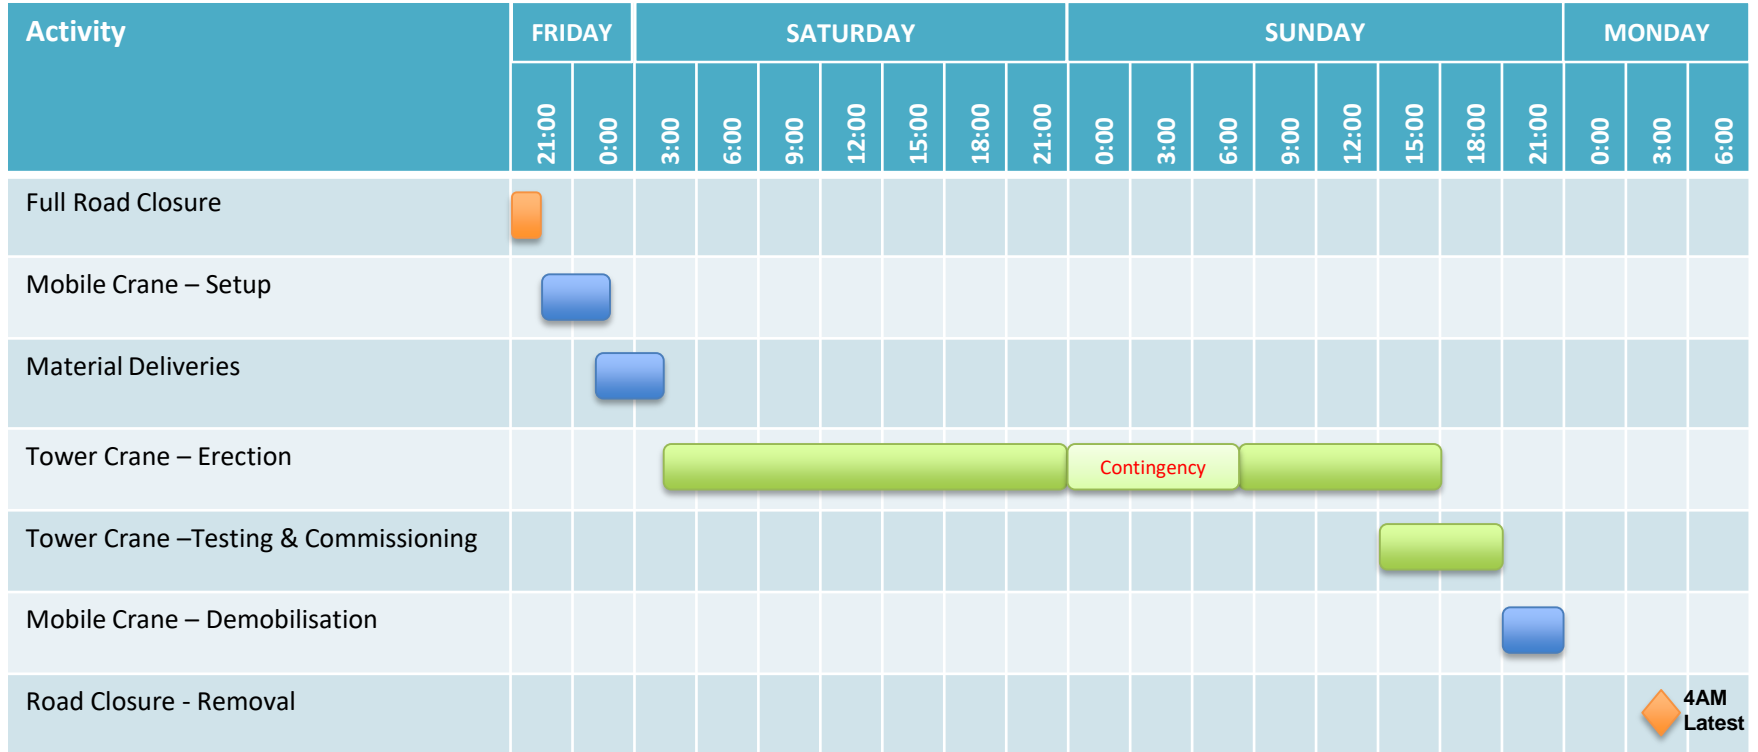 Activity
FRIDAY
SATURDAY
SUNDAY
MONDAY
21:00
0:00
3:00
6:00
9:00
12:00
15:00
18:00
21:00
0:00
3:00
6:00
9:00
12:00
15:00
18:00
21:00
0:00
3:00
6:00
Full Road Closure
Mobile Crane – Setup
Material Deliveries
Tower Crane – Erection
Contingency
Tower Crane –Testing & Commissioning
Mobile Crane – Demobilisation
Road Closure - Removal
4AM
Latest